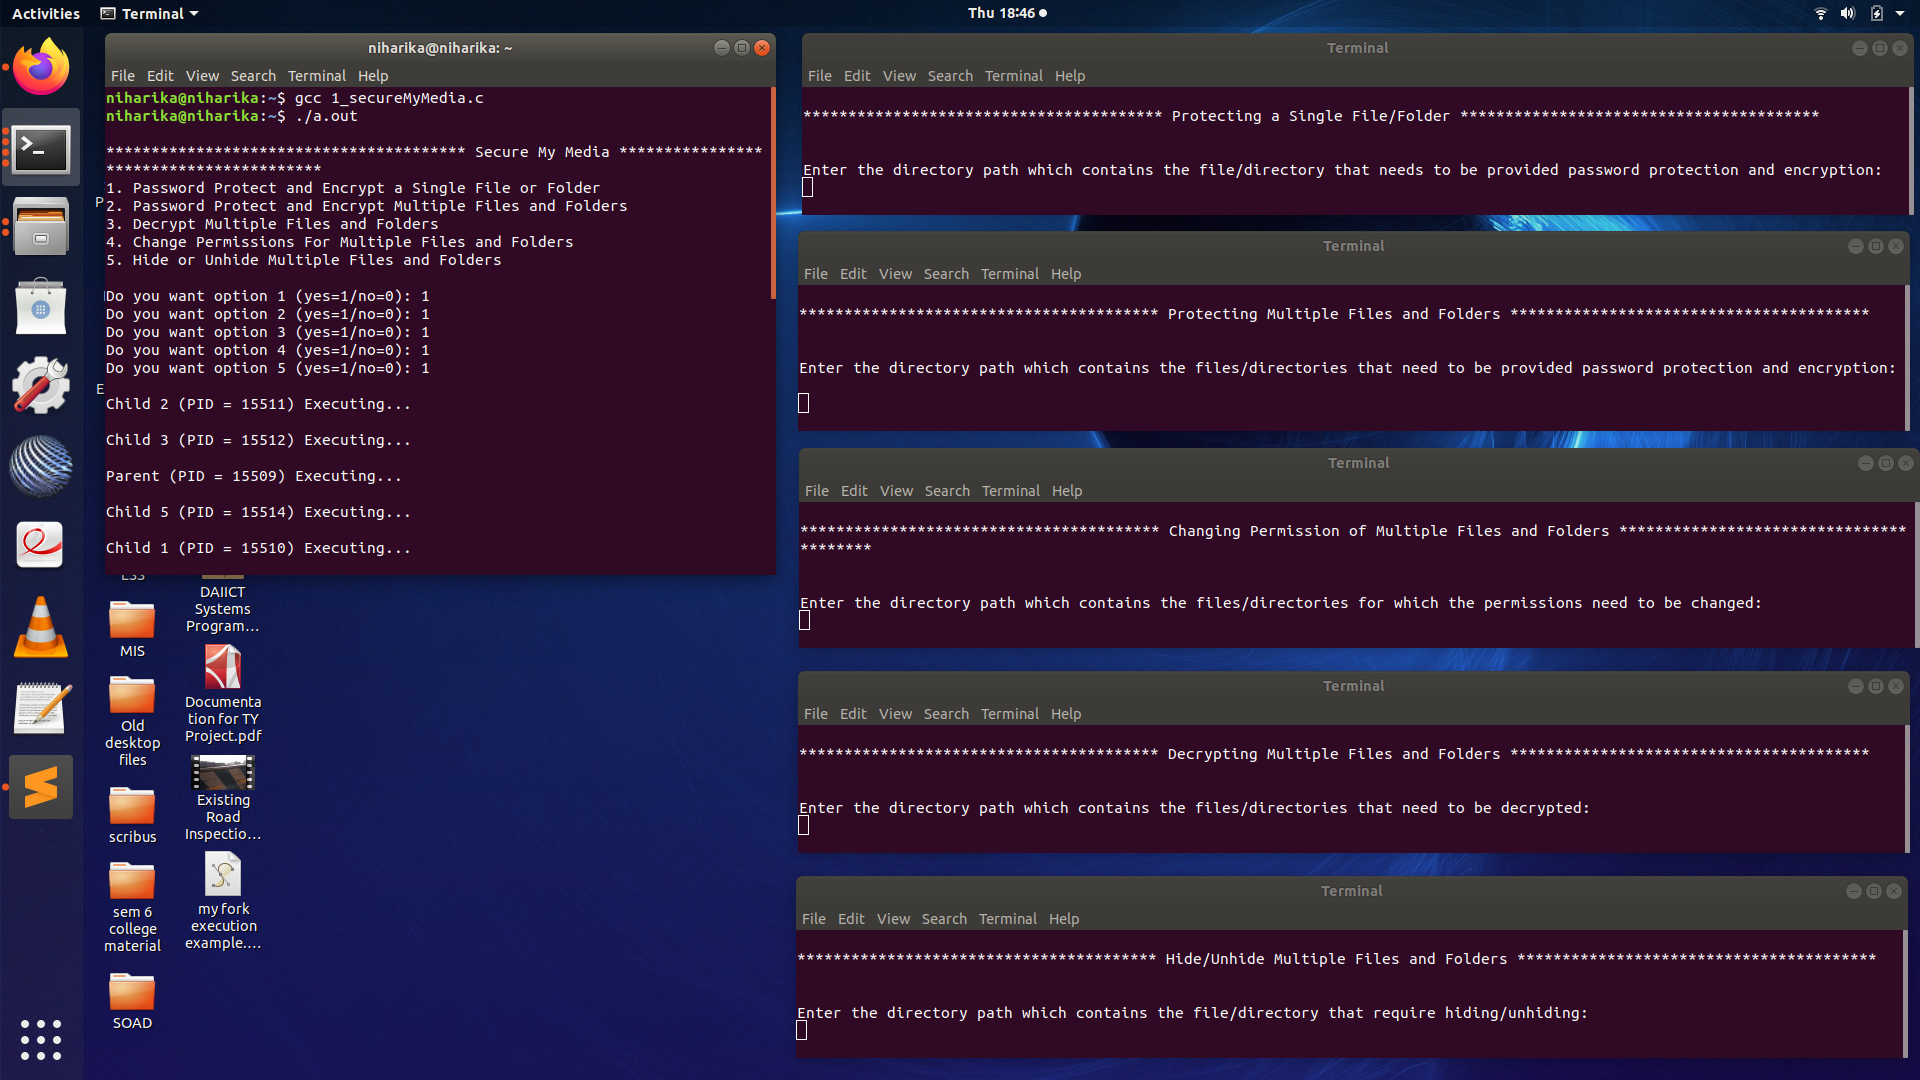 Activities
Terminal
Thu 18:46
niharika@niharika: ~
File Edit View Search Terminal Help
niharika@niharika:~$ gcc 1_secureMyMedia.c
niharika@niharika:~$ ./a.out
**************************************** Secure My Media ****************
************************
1. Password Protect and Encrypt a Single File or Folder
2. Password Protect and Encrypt Multiple Files and Folders
3. Decrypt Multiple Files and Folders
4. Change Permissions For Multiple Files and Folders
5. Hide or Unhide Multiple Files and Folders
Do you want option 1 (yes=1/no=0): 1
Do you want option 2 (yes=1/no=0): 1
Do you want option 3 (yes=1/no=0): 1
Do you want option 4 (yes=1/no=0): 1
Do you want option 5 (yes=1/no=0): 1
Child 2 (PID = 15511) Executing...
Child 3 (PID = 15512) Executing...
Parent (PID = 15509) Executing...
Child 5 (PID = 15514) Executing...
Child 1 (PID = 15510) Executing...
Terminal
File Edit View Search Terminal Help
**************************************** Protecting a Single File/Folder ****************************************
Enter the directory path which contains the file/directory that needs to be provided password protection and encryption:
Terminal
File Edit View Search Terminal Help
**************************************** Protecting Multiple Files and Folders ****************************************
Enter the directory path which contains the files/directories that need to be provided password protection and encryption:
Terminal
File Edit View Search Terminal Help
**************************************** Changing Permission of Multiple Files and Folders ********************************
********
Enter the directory path which contains the files/directories for which the permissions need to be changed:
Terminal
File Edit View Search Terminal Help
**************************************** Decrypting Multiple Files and Folders ****************************************
Enter the directory path which contains the files/directories that need to be decrypted:
Terminal
File Edit View Search Terminal Help
**************************************** Hide/Unhide Multiple Files and Folders ****************************************
Enter the directory path which contains the file/directory that require hiding/unhiding:
MIS
Old
desktop
files
scribus
sem 6
college
material
SOAD
DAIICT
Systems
Program...
Documenta
tion for TY
Project.pdf
Existing
Road
Inspectio...
my fork
execution
example....